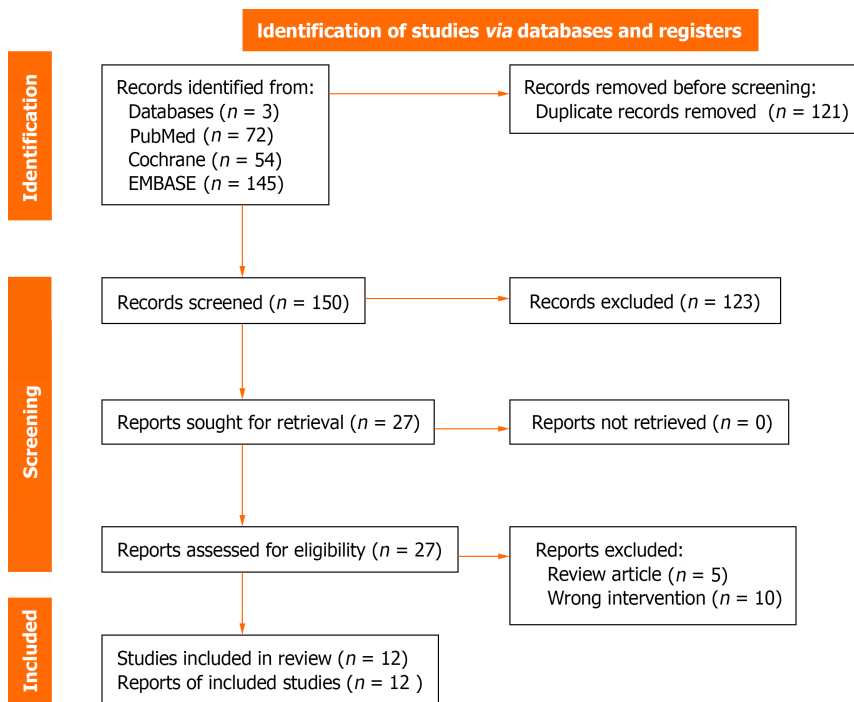 Identification of studies via databases and registers
Identification
Records identified from:
Databases (n = 3)
PubMed (n = 72)
Cochrane (n = 54)
EMBASE (n = 145)
Records removed before screening:
Duplicate records removed (n = 121)
Screening
Records screened (n = 150)
Records excluded (n = 123)
Reports sought for retrieval (n = 27)
Reports not retrieved (n = 0)
Reports assessed for eligibility (n = 27)
Reports excluded:
Review article (n = 5)
Wrong intervention (n = 10)
Included
Studies included in review (n = 12)
Reports of included studies (n = 12 )